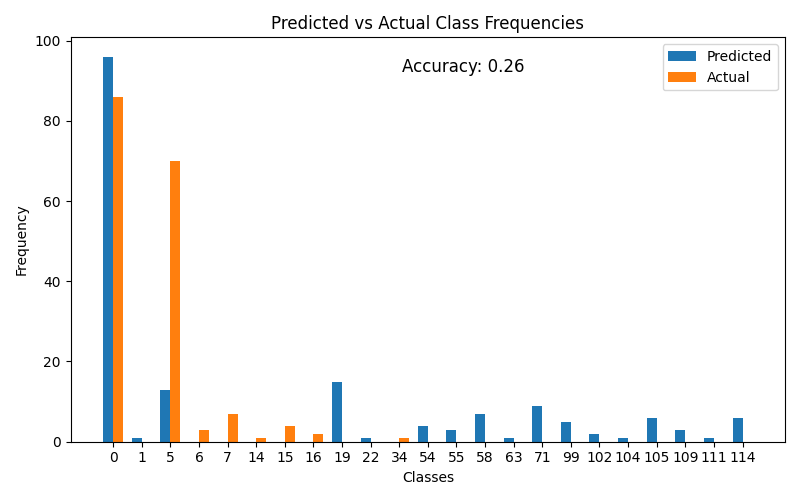 Predicted vs Actual Class Frequencies
100
80
60
40
20
0
Frequency
Accuracy: 0.26
Predicted
Actual
0 1 5 6 7 14 15 16 19 22 34 54 55 58 63 71 99 102 104 105 109 111 114
Classes